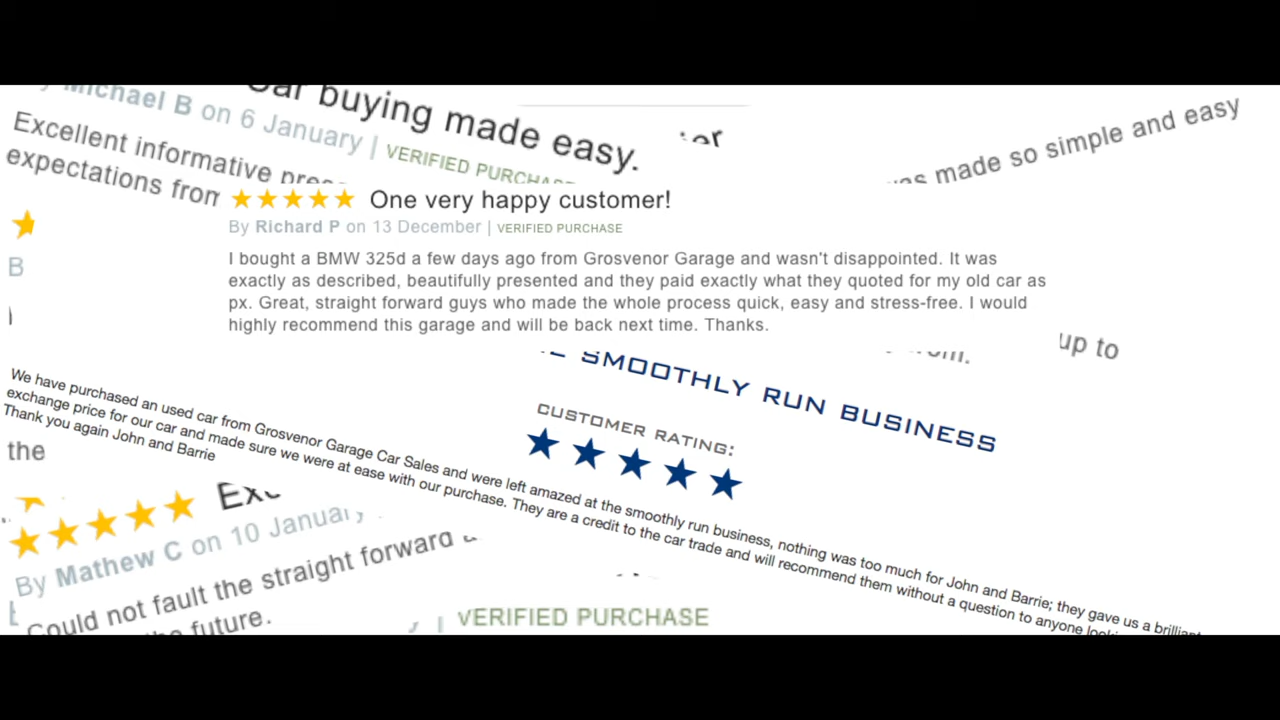 Car buying made easy.
Michael B on 6 January | VERIFIED
Excellent informative
expectations from
was made so simple and easy
★★★★★ One very happy customer!
By Richard P on 13 December | VERIFIED PURCHASE
I bought a BMW 325d a few days ago from Grosvenor Garage and wasn't disappointed. It was
exactly as described, beautifully presented and they paid exactly what they quoted for my old car as
px. Great, straight forward guys who made the whole process quick, easy and stress-free. I would
highly recommend this garage and will be back next time. Thanks.
up to
SMOOTHLY RUN BUSINESS
CUSTOMER RATING:
★★★★★
We have purchased an used car from Grosvenor Garage Car Sales and were left amazed at the smoothly run business, nothing was too much for John and Barrie; they gave us a brilliant
exchange price for our car and made sure we were at ease with our purchase. They are a credit to the car trade and will recommend them without a question to anyone
Thank you again John and Barrie
the
★★★★★
By Mathew C on 10 January
Could not fault the straight forward
future.
| VERIFIED PURCHASE